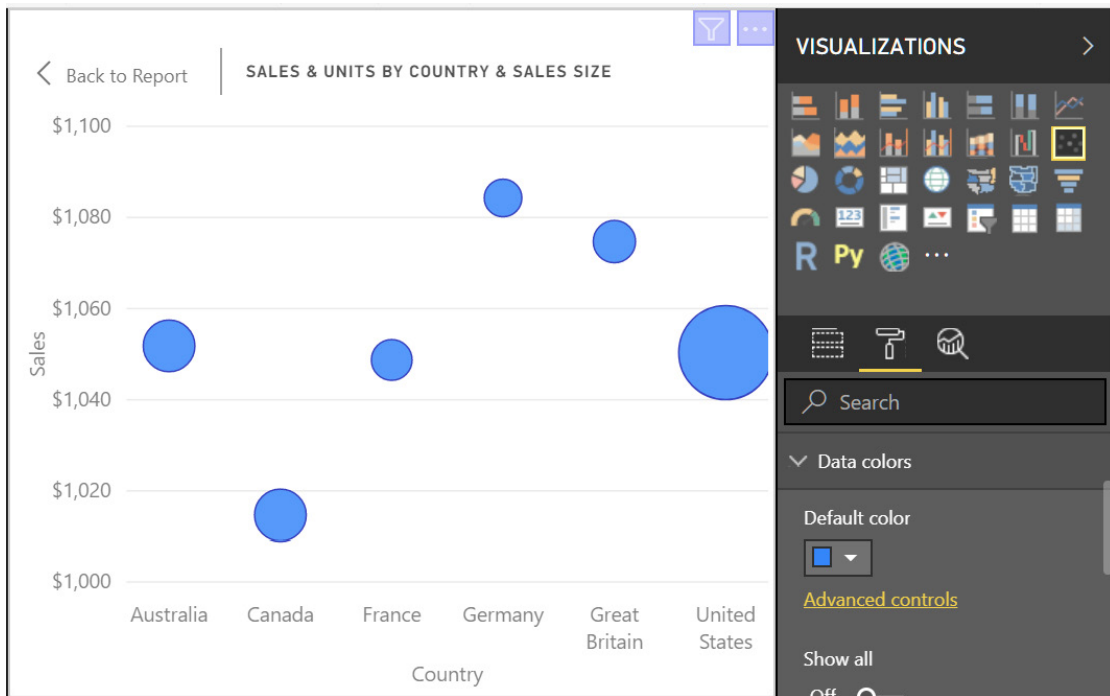 Back to Report
SALES & UNITS BY COUNTRY & SALES SIZE
$1,100
$1,080
$1,060
$1,040
$1,020
$1,000
Sales
Australia
Canada
France
Germany
Great
Britain
United
States
Country
VISUALIZATIONS
123
R
Py
Search
Data colors
Default color
Advanced controls
Show all
Off